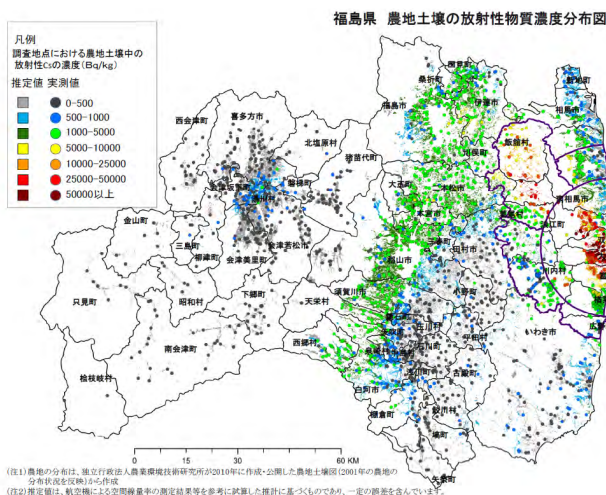 福島県 農地土壌の放射性物質濃度分布図
凡例
調査地点における農地土壌中の
放射性Csの濃度(Bq/kg)
推定値 実測値
0-500
500-1000
1000-5000
5000-10000
10000-25000
25000-50000
50000以上
国見町
桑折町
新地町
福島市
伊達市
相馬市
喜多方市
西会津町
北塩原村
猪苗代町
川俣町
飯舘村
会津坂下町
磐梯町
湯川村
大玉村
二本松市
南相馬市
金山町
本宮市
葛尾村
浪江町
三島町
三春町
田村市
柳津町
会津若松市
会津美里町
郡山市
川内村
只見町
昭和村
下郷町
天栄村
須賀川市
小野町
鏡石町
広野
いわき市
矢吹町
玉川村
平田村
南会津町
西郷村
泉崎村
中島村
石川町
浅川町
古殿町
檜枝岐村
白河市
棚倉町
鮫川村
塙町
矢祭町
0 15 30 60 KM
(注1)農地の分布は、独立行政法人農業環境技術研究所が2010年に作成・公開した農地土壌図(2001年の農地の
分布状況を反映)から作成
(注2)推定値は、航空機による空間線量率の測定結果等を参考に試算した推計に基づくものであり、一定の誤差を含んでいます。